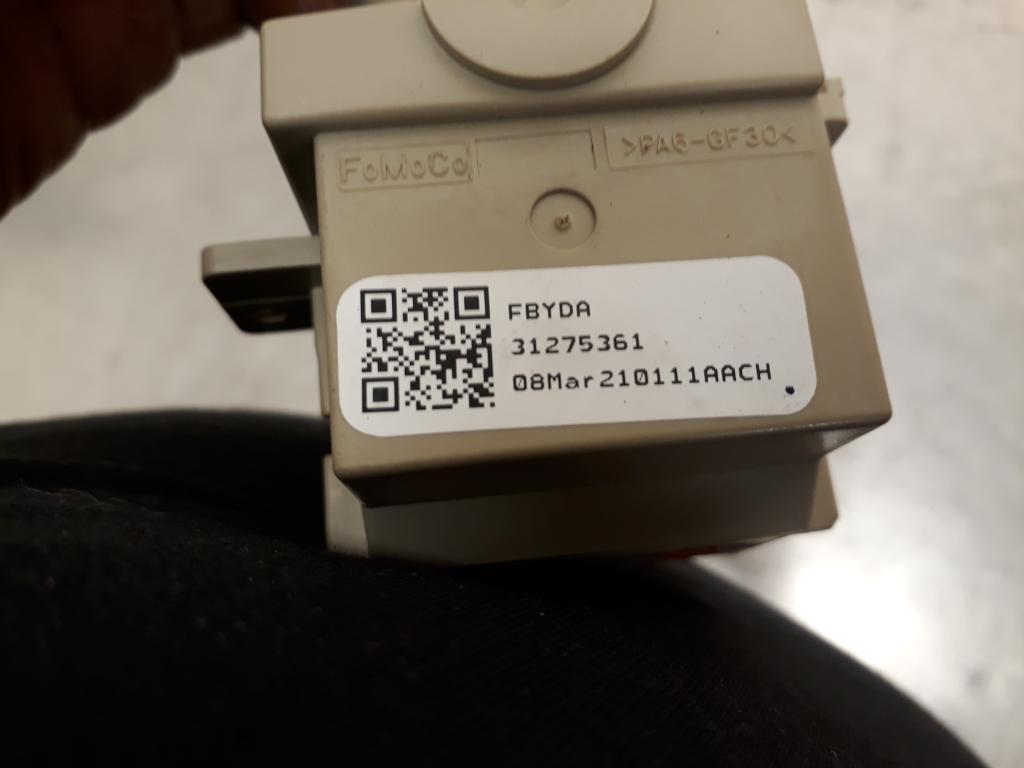 FoMoCo
>PA6-GF30<
FBYDA
31275361
08Mar210111AACH